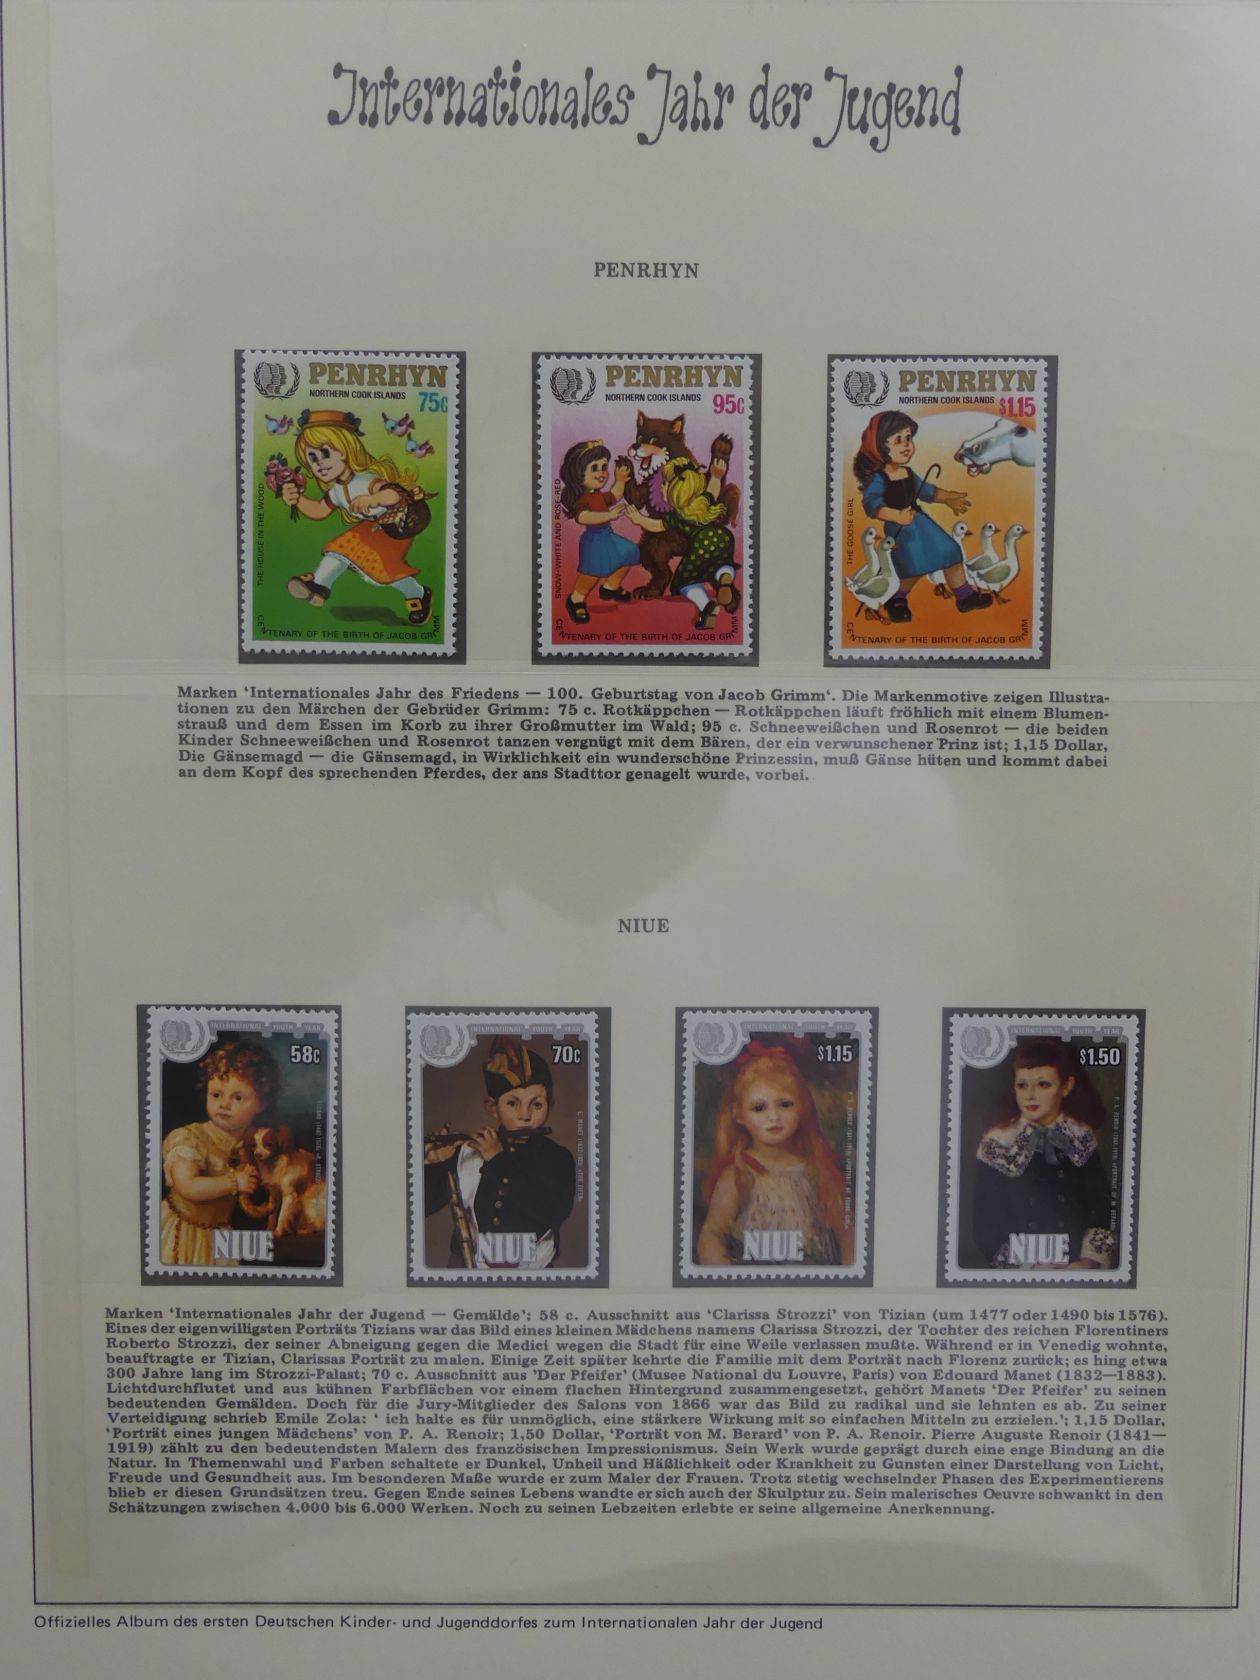 Internationales Jahr der Jugend
PENRHYN
PENRHYN
NORTHERN COOK ISLANDS
75c
THE HOUSE IN THE WOOD
CENTENARY OF THE BIRTH OF JACOB GRIMM
PENRHYN
NORTHERN COOK ISLANDS
95c
SNOW-WHITE AND ROSE-RED
CENTENARY OF THE BIRTH OF JACOB GRIMM
PENRHYN
NORTHERN COOK ISLANDS
$1.15
THE GOOSE GIRL
CENTENARY OF THE BIRTH OF JACOB GRIMM
Marken ‘Internationales Jahr des Friedens — 100. Geburtstag von Jacob Grimm‘. Die Markenmotive zeigen Illustra-
tionen zu den Märchen der Gebrüder Grimm: 75 c. Rotkäppchen — Rotkäppchen läuft fröhlich mit einem Blumen-
strauß und dem Essen im Korb zu ihrer Großmutter im Wald; 95 c. Schneeweißchen und Rosenrot — die beiden
Kinder Schneeweißchen und Rosenrot tanzen vergnügt mit dem Bären, der ein verwunschener Prinz ist; 1,15 Dollar,
Die Gänsemagd — die Gänsemagd, in Wirklichkeit ein wunderschöne Prinzessin, muß Gänse hüten und kommt dabei
an dem Kopf des sprechenden Pferdes, der ans Stadttor genagelt wurde, vorbei.
NIUE
INTERNATIONAL YOUTH YEAR
58c
NIUE
INTERNATIONAL YOUTH YEAR
70c
NIUE
INTERNATIONAL YOUTH YEAR
$1.15
NIUE
INTERNATIONAL YOUTH YEAR
$1.50
NIUE
Marken ‘Internationales Jahr der Jugend — Gemälde’: 58 c. Ausschnitt aus ‘Clarissa Strozzi’ von Tizian (um 1477 oder 1490 bis 1576).
Eines der eigenwilligsten Porträts Tizians war das Bild eines kleinen Mädchens namens Clarissa Strozzi, der Tochter des reichen Florentiners
Roberto Strozzi, der seiner Abneigung gegen die Medici wegen die Stadt für eine Weile verlassen mußte. Während er in Venedig wohnte,
beauftragte er Tizian, Clarissas Porträt zu malen. Einige Zeit später kehrte die Familie mit dem Porträt nach Florenz zurück; es hing etwa
300 Jahre lang im Strozzi-Palast; 70 c. Ausschnitt aus 'Der Pfeifer’ (Musee National du Louvre, Paris) von Edouard Manet (1832—1883).
Lichtdurchflutet und aus kühnen Farbflächen vor einem flachen Hintergrund zusammengesetzt, gehört Manets ‘Der Pfeifer’ zu seinen
bedeutenden Gemälden. Doch für die Jury-Mitglieder des Salons von 1866 war das Bild zu radikal und sie lehnten es ab. Zu seiner
Verteidigung schrieb Emile Zola: ‘ ich halte es für unmöglich, eine stärkere Wirkung mit so einfachen Mitteln zu erzielen.’; 1,15 Dollar,
‘Porträt eines jungen Mädchens’ von P. A. Renoir; 1,50 Dollar, ‘Porträt von M. Berard’ von P. A. Renoir. Pierre Auguste Renoir (1841—
1919) zählt zu den bedeutendsten Malern des französischen Impressionismus. Sein Werk wurde geprägt durch eine enge Bindung an die
Natur. In Themenwahl und Farben schaltete er Dunkel, Unheil und Häßlichkeit oder Krankheit zu Gunsten einer Darstellung von Licht,
Freude und Gesundheit aus. Im besonderen Maße wurde er zum Maler der Frauen. Trotz stetig wechselnder Phasen des Experimentierens
blieb er diesen Grundsätzen treu. Gegen Ende seines Lebens wandte er sich auch der Skulptur zu. Sein malerisches Oeuvre schwankt in den
Schätzungen zwischen 4.000 bis 6.000 Werken. Noch zu seinen Lebzeiten erlebte er seine allgemeine Anerkennung.
Offizielles Album des ersten Deutschen Kinder- und Jugenddorfes zum Internationalen Jahr der Jugend